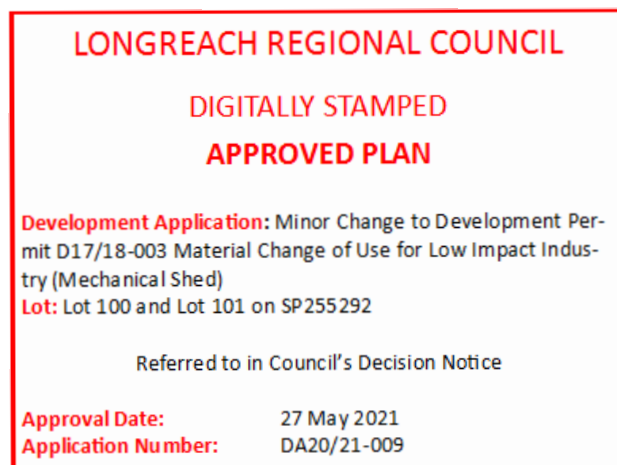 LONGREACH REGIONAL COUNCIL
DIGITALLY STAMPED
APPROVED PLAN
Development Application: Minor Change to Development Per-
mit D17/18-003 Material Change of Use for Low Impact Indus-
try (Mechanical Shed)
Lot: Lot 100 and Lot 101 on SP255292
Referred to in Council's Decision Notice
Approval Date: 27 May 2021
Application Number: DA20/21-009